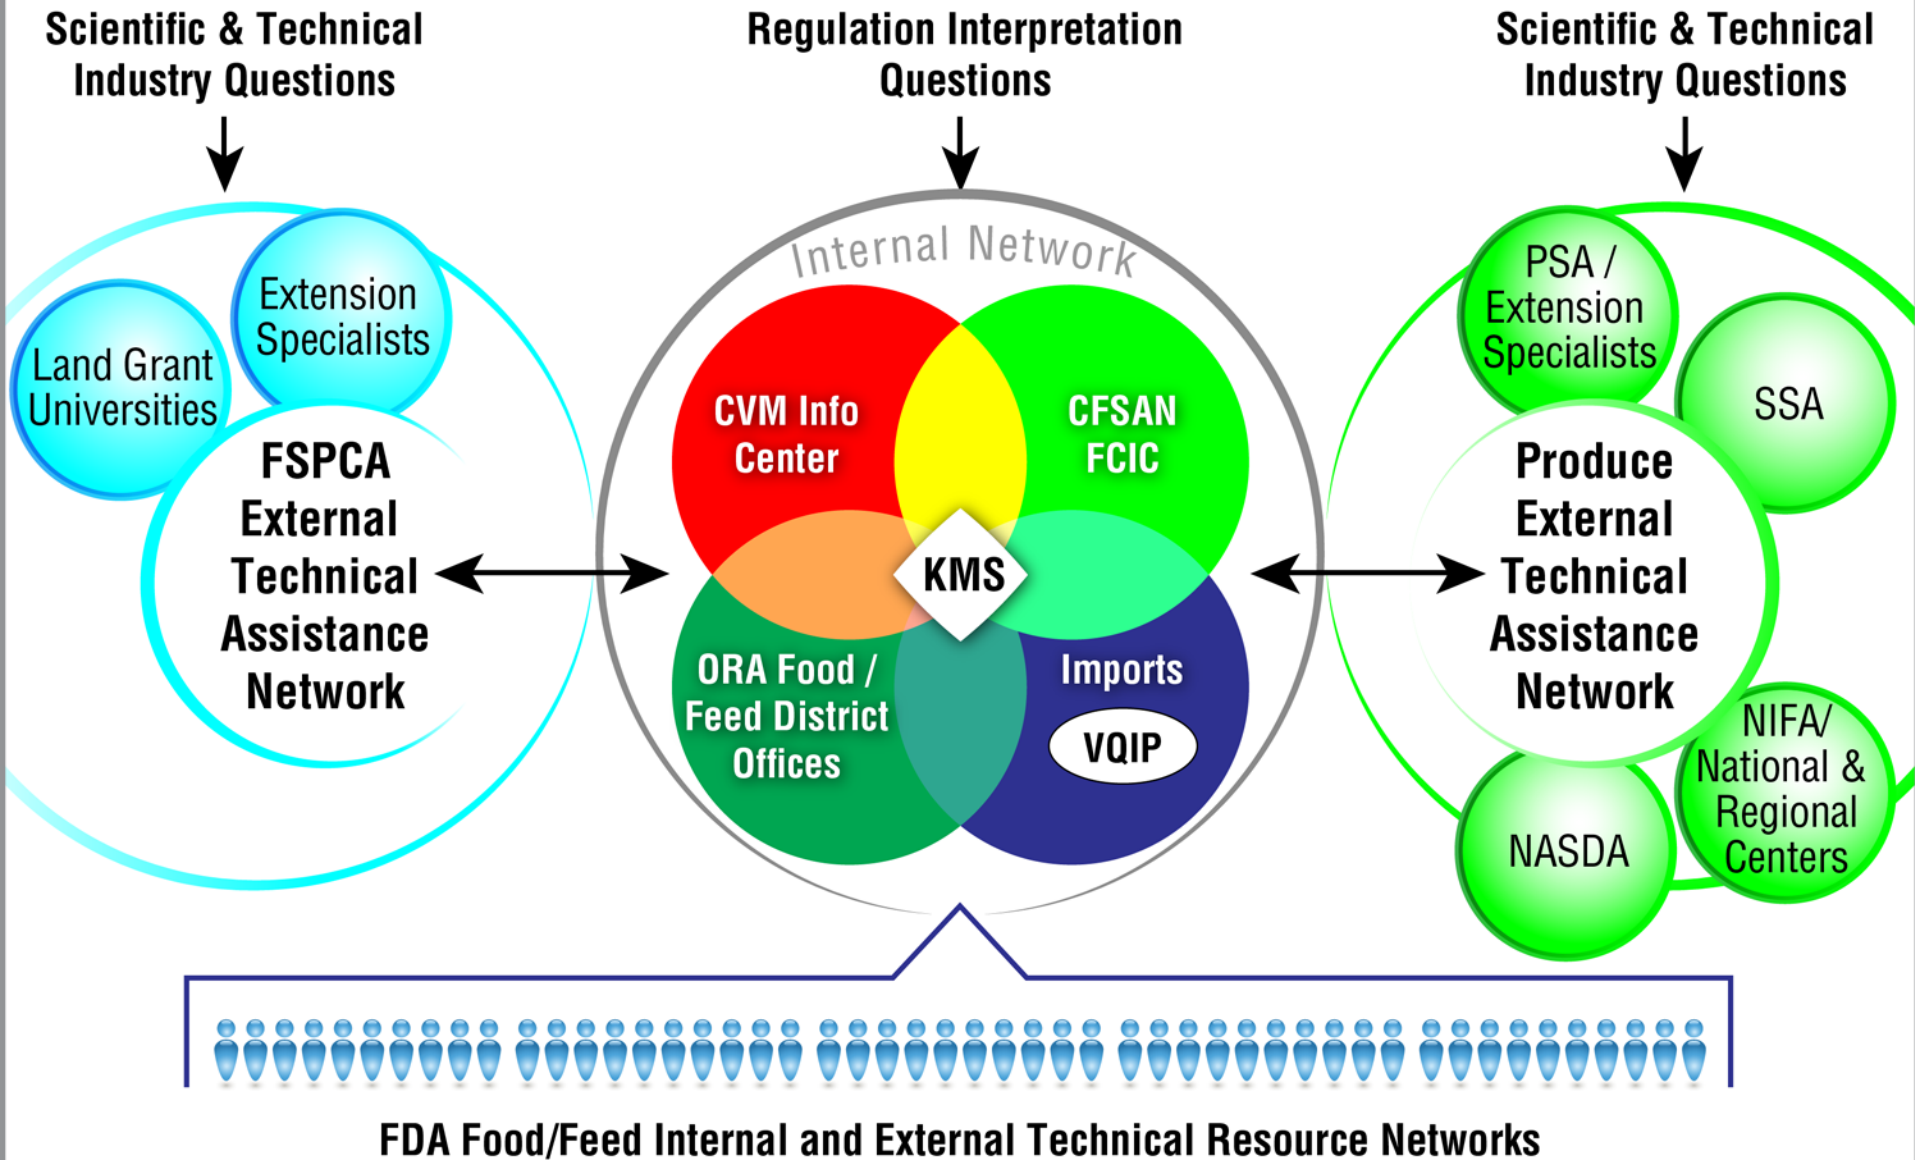 Scientific & Technical
Industry Questions
Regulation Interpretation
Questions
Scientific & Technical
Industry Questions
Land Grant
Universities
Extension
Specialists
FSPCA
External
Technical
Assistance
Network
Internal Network
CVM Info
Center
CFSAN
FCIC
KMS
ORA Food /
Feed District
Offices
Imports
VQIP
PSA /
Extension
Specialists
SSA
Produce
External
Technical
Assistance
Network
NASDA
NIFA/
National &
Regional
Centers
FDA Food/Feed Internal and External Technical Resource Networks